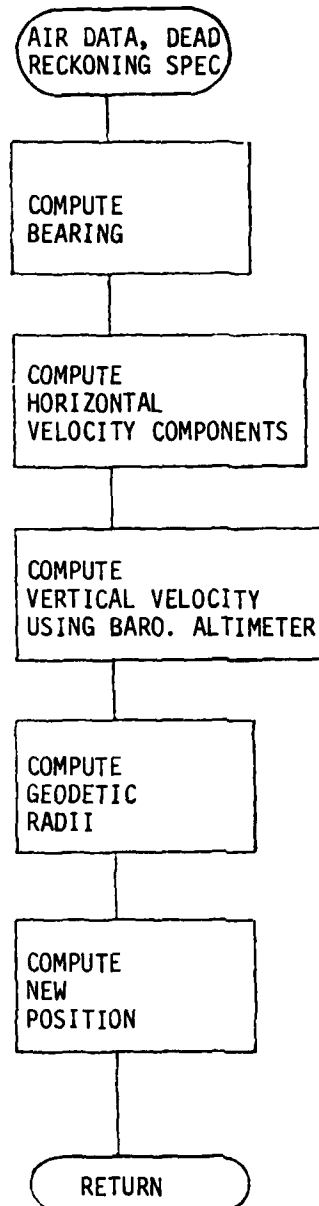 AIR DATA, DEAD
RECKONING SPEC
COMPUTE
BEARING
COMPUTE
HORIZONTAL
VELOCITY COMPONENTS
COMPUTE
VERTICAL VELOCITY
USING BARO. ALTIMETER
COMPUTE
GEODETIC
RADII
COMPUTE
NEW
POSITION
RETURN